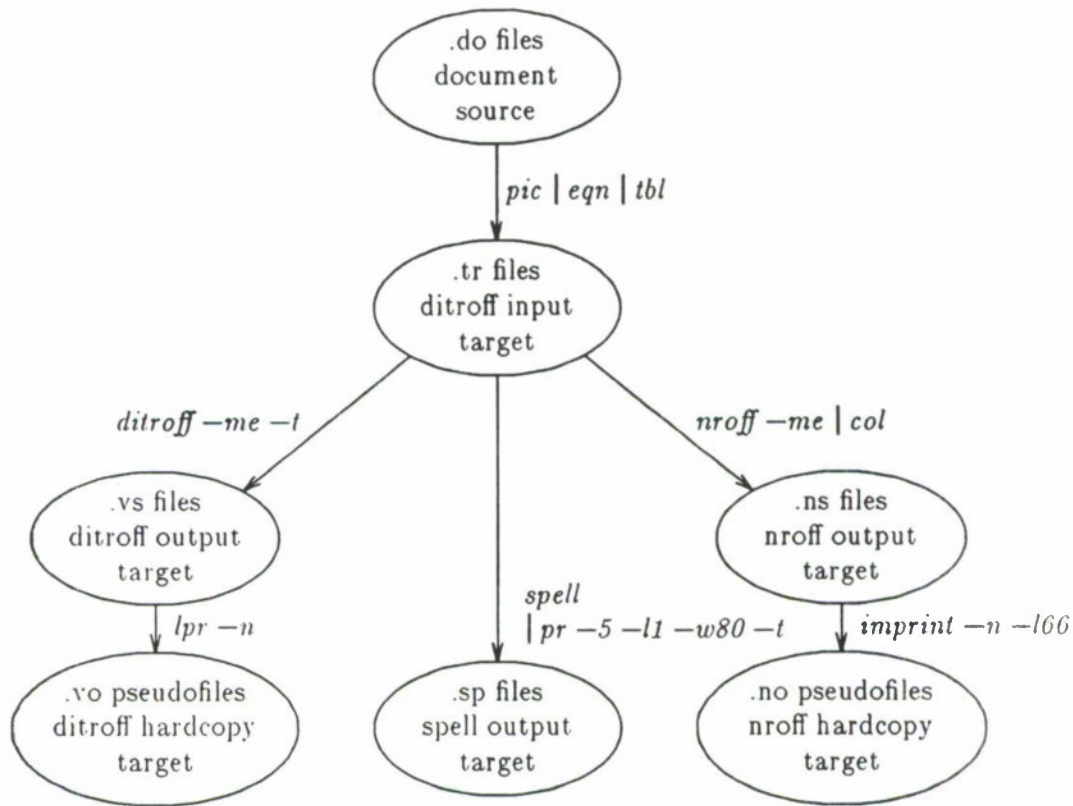 .do files
document
source
pic | eqn | tbl
.tr files
ditroff input
target
ditroff –me –t
nroff –me | col
.vs files
ditroff output
target
.ns files
nroff output
target
lpr –n
spell
| pr –5 –l1 –w80 –t
imprint –n –l66
.vo pseudofiles
ditroff hardcopy
target
.sp files
spell output
target
.no pseudofiles
nroff hardcopy
target